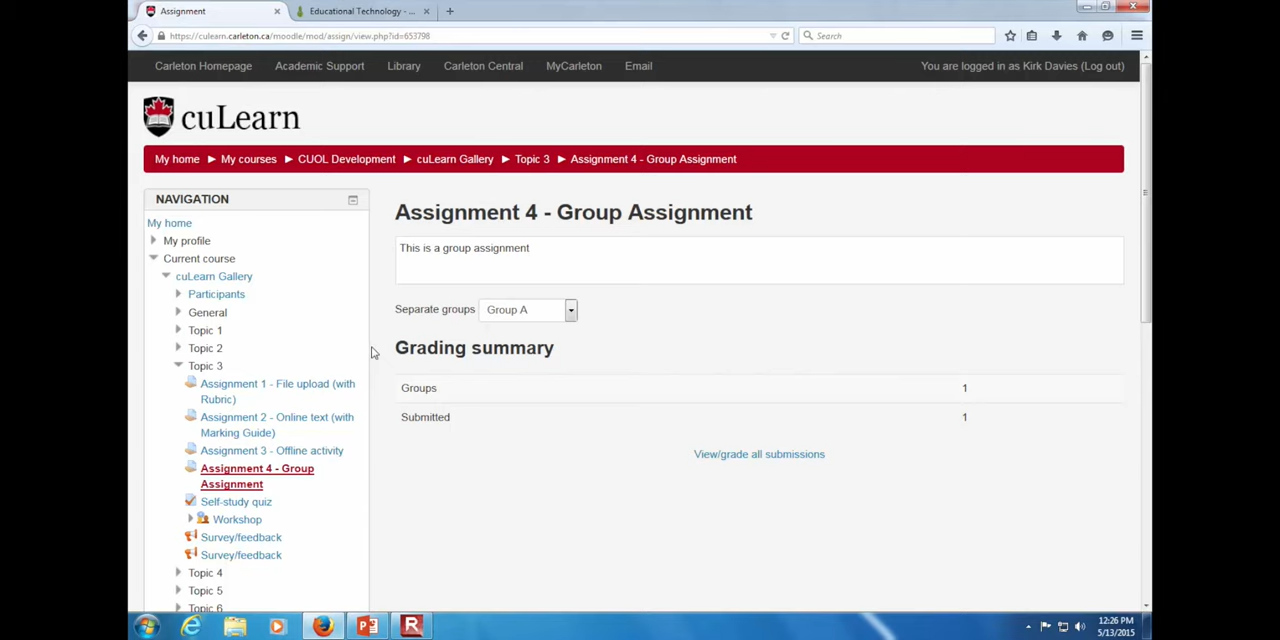 Assignment
Educational Technology - ...
https://culearn.carleton.ca/moodle/mod/assign/view.php?id=653798
Search
Carleton Homepage
Academic Support
Library
Carleton Central
MyCarleton
Email
You are logged in as Kirk Davies (Log out)
cuLearn
My home
My courses
CUOL Development
cuLearn Gallery
Topic 3
Assignment 4 - Group Assignment
NAVIGATION
My home
My profile
Current course
cuLearn Gallery
Participants
General
Topic 1
Topic 2
Topic 3
Assignment 1 - File upload (with
Rubric)
Assignment 2 - Online text (with
Marking Guide)
Assignment 3 - Offline activity
Assignment 4 - Group
Assignment
Self-study quiz
Workshop
Survey/feedback
Survey/feedback
Topic 4
Topic 5
Topic 6
Assignment 4 - Group Assignment
This is a group assignment
Separate groups
Group A
Grading summary
Groups 1
Submitted 1
View/grade all submissions
12:26 PM
5/13/2015